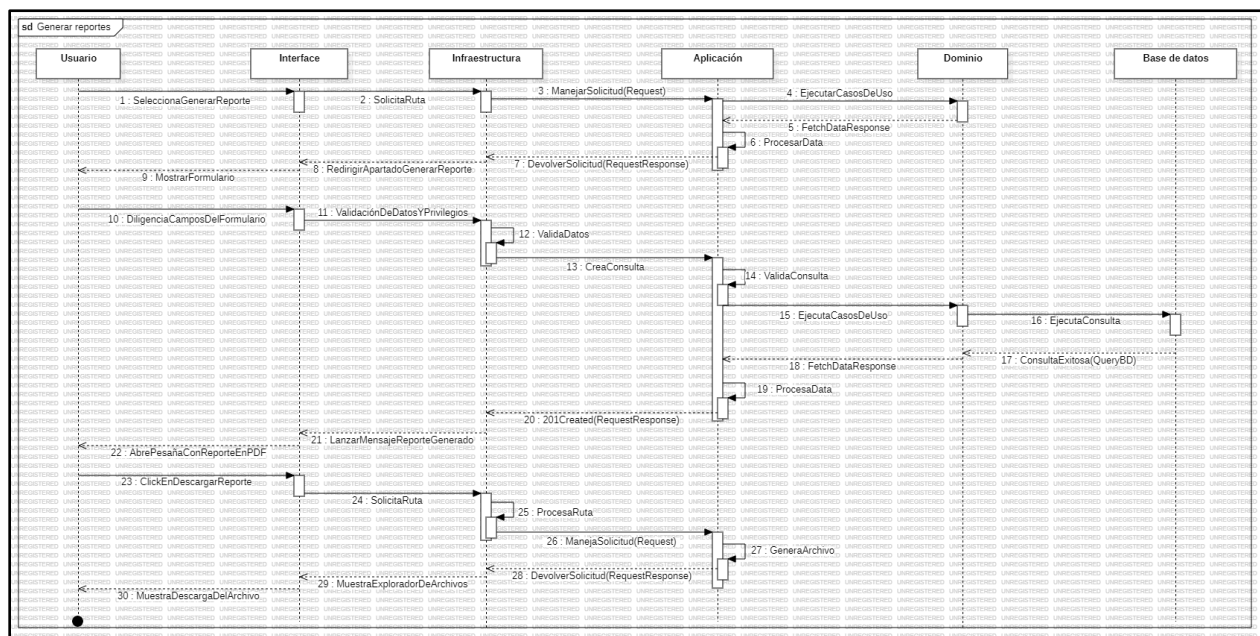 sd Generar reportes
Usuario
Interface
Infraestructura
Aplicación
Dominio
Base de datos
1 : SeleccionaGenerarReporte
2 : SolicitaRuta
3 : ManejarSolicitud(Request)
4 : EjecutarCasosDeUso
5 : FetchDataResponse
6 : ProcesarData
7 : DevolverSolicitud(RequestResponse)
8 : RedirigirApartadoGenerarReporte
9 : MostrarFormulario
10 : DiligenciaCamposDelFormulario
11 : ValidaciónDeDatosYPrivilegios
12 : ValidaDatos
13 : CreaConsulta
14 : ValidaConsulta
15 : EjecutaCasosDeUso
16 : EjecutaConsulta
17 : ConsultaExitosa(QueryBD)
18 : FetchDataResponse
19 : ProcesaData
20 : 201Created(RequestResponse)
21 : LanzarMensajeReporteGenerado
22 : AbrePesañaConReporteEnPDF
23 : ClickEnDescargarReporte
24 : SolicitaRuta
25 : ProcesaRuta
26 : ManejaSolicitud(Request)
27 : GeneraArchivo
28 : DevolverSolicitud(RequestResponse)
29 : MuestraExploradorDeArchivos
30 : MuestraDescargaDelArchivo
UNREGISTERED